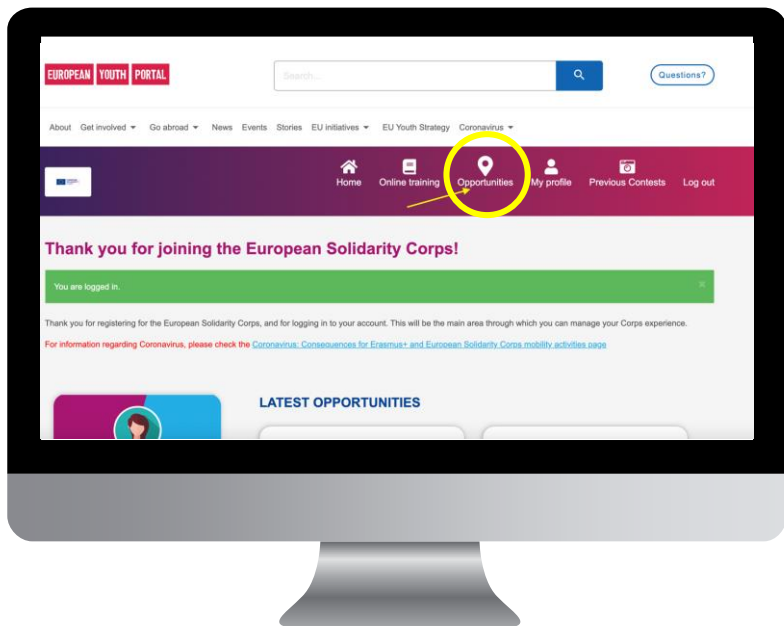 EUROPEAN YOUTH PORTAL
Search...
Questions?
About Get involved Go abroad News Events Stories EU initiatives EU Youth Strategy Coronavirus
Home Online training Opportunities My profile Previous Contests Log out
Thank you for joining the European Solidarity Corps!
You are logged in. ×
Thank you for registering for the European Solidarity Corps, and for logging in to your account. This will be the main area through which you can manage your Corps experience.
For information regarding Coronavirus, please check the Coronavirus: Consequences for Erasmus+ and European Solidarity Corps mobility activities page
LATEST OPPORTUNITIES